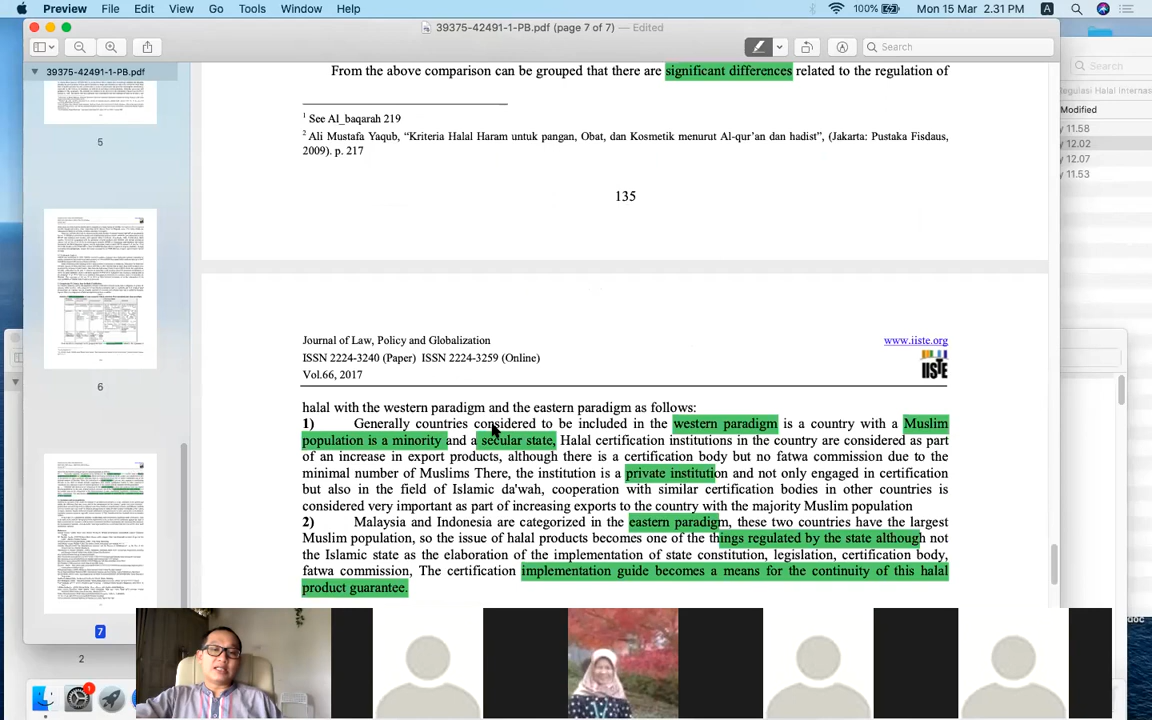 Preview File Edit View Go Tools Window Help 100% Mon 15 Mar 2.31 PM A
39375-42491-1-PB.pdf (page 7 of 7) — Edited
Search
Search
39375-42491-1-PB.pdf
egulasi Halal Internas
Modified
y 11.58
y 12.02
y 12.07
y 11.53
5
6
7
2
From the above comparison can be grouped that there are significant differences related to the regulation of
1 See Al_baqarah 219
2 Ali Mustafa Yaqub, “Kriteria Halal Haram untuk pangan, Obat, dan Kosmetik menurut Al-qur’an dan hadist”, (Jakarta: Pustaka Fisdaus,
2009). p. 217
135
Journal of Law, Policy and Globalization www.iiste.org
ISSN 2224-3240 (Paper) ISSN 2224-3259 (Online)
Vol.66, 2017
IISTE
halal with the western paradigm and the eastern paradigm as follows:
1) Generally countries considered to be included in the western paradigm is a country with a Muslim
population is a minority and a secular state, Halal certification institutions in the country are considered as part
of an increase in export products, although there is a certification body but no fatwa commission due to the
minimal number of Muslims There, the institution is a private institution and not only engaged in certification
but also in the field of Islamic da'wah, cooperation with similar certification bodies in other countries is
considered very important as part of increasing exports to the country with the majority Muslim population
2) Malaysia and Indonesia are categorized in the eastern paradigm, these two countries have the largest
Muslim population, so the issue of halal products becomes one of the things regulated by the state although not
the Islamic state as the elaboration of the implementation of state constitution, legislation, certification body,
fatwa commission, The certification implementation guide becomes a means for the continuity of this halal
product guarantee.
doc
1